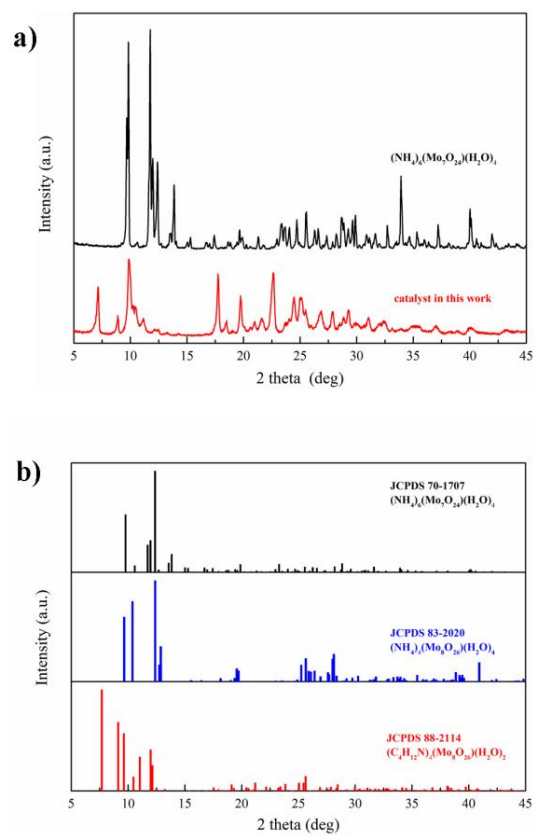 a)
Intensity (a.u.)
(NH₄)₆(Mo₇O₂₄)(H₂O)₄
catalyst in this work
5 10 15 20 25 30 35 40 45
2 theta (deg)
b)
Intensity (a.u.)
JCPDS 70-1707
(NH₄)₆(Mo₇O₂₄)(H₂O)₄
JCPDS 83-2020
(NH₄)₄(Mo₈O₂₆)(H₂O)₄
JCPDS 88-2114
(C₄H₁₂N)₄(Mo₈O₂₆)(H₂O)₂
5 10 15 20 25 30 35 40 45
2 theta (deg)